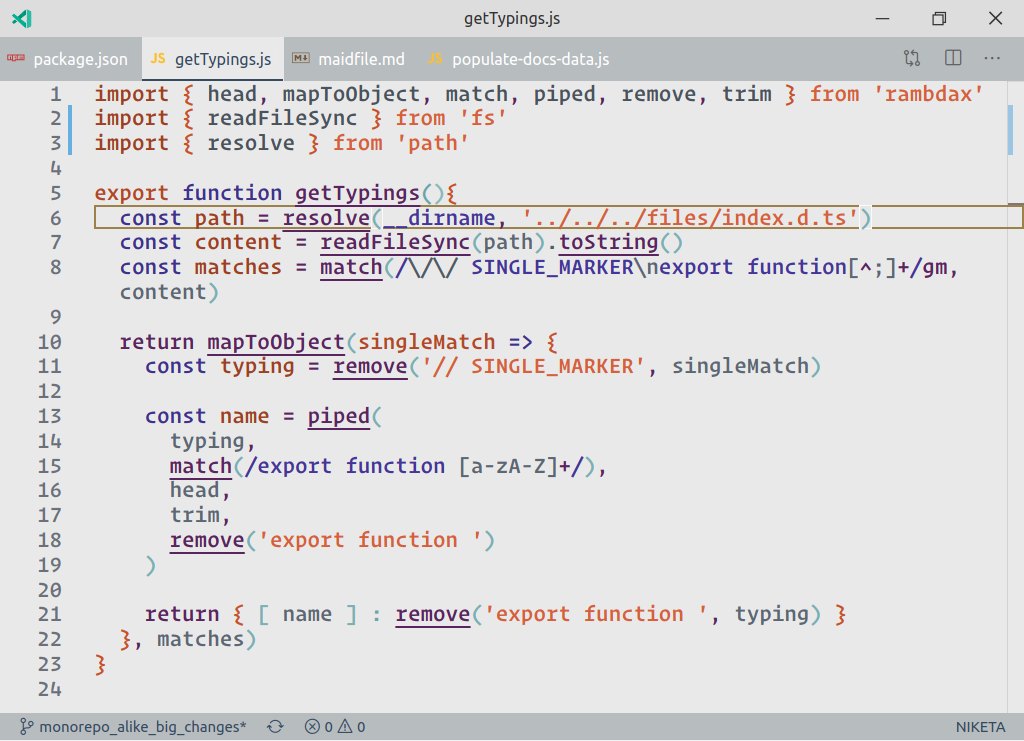 getTypings.js
npm package.json JS getTypings.js M↓ maidfile.md JS populate-docs-data.js ···
1 import { head, mapToObject, match, piped, remove, trim } from 'rambdax'
2 import { readFileSync } from 'fs'
3 import { resolve } from 'path'
4
5 export function getTypings(){
6 const path = resolve(__dirname, '../../../files/index.d.ts')
7 const content = readFileSync(path).toString()
8 const matches = match(/\/\/ SINGLE_MARKER\nexport function[^;]+/gm,
content)
9
10 return mapToObject(singleMatch => {
11 const typing = remove('// SINGLE_MARKER', singleMatch)
12
13 const name = piped(
14 typing,
15 match(/export function [a-zA-Z]+/),
16 head,
17 trim,
18 remove('export function ')
19 )
20
21 return { [ name ] : remove('export function ', typing) }
22 }, matches)
23 }
24
monorepo_alike_big_changes* 0 0 NIKETA